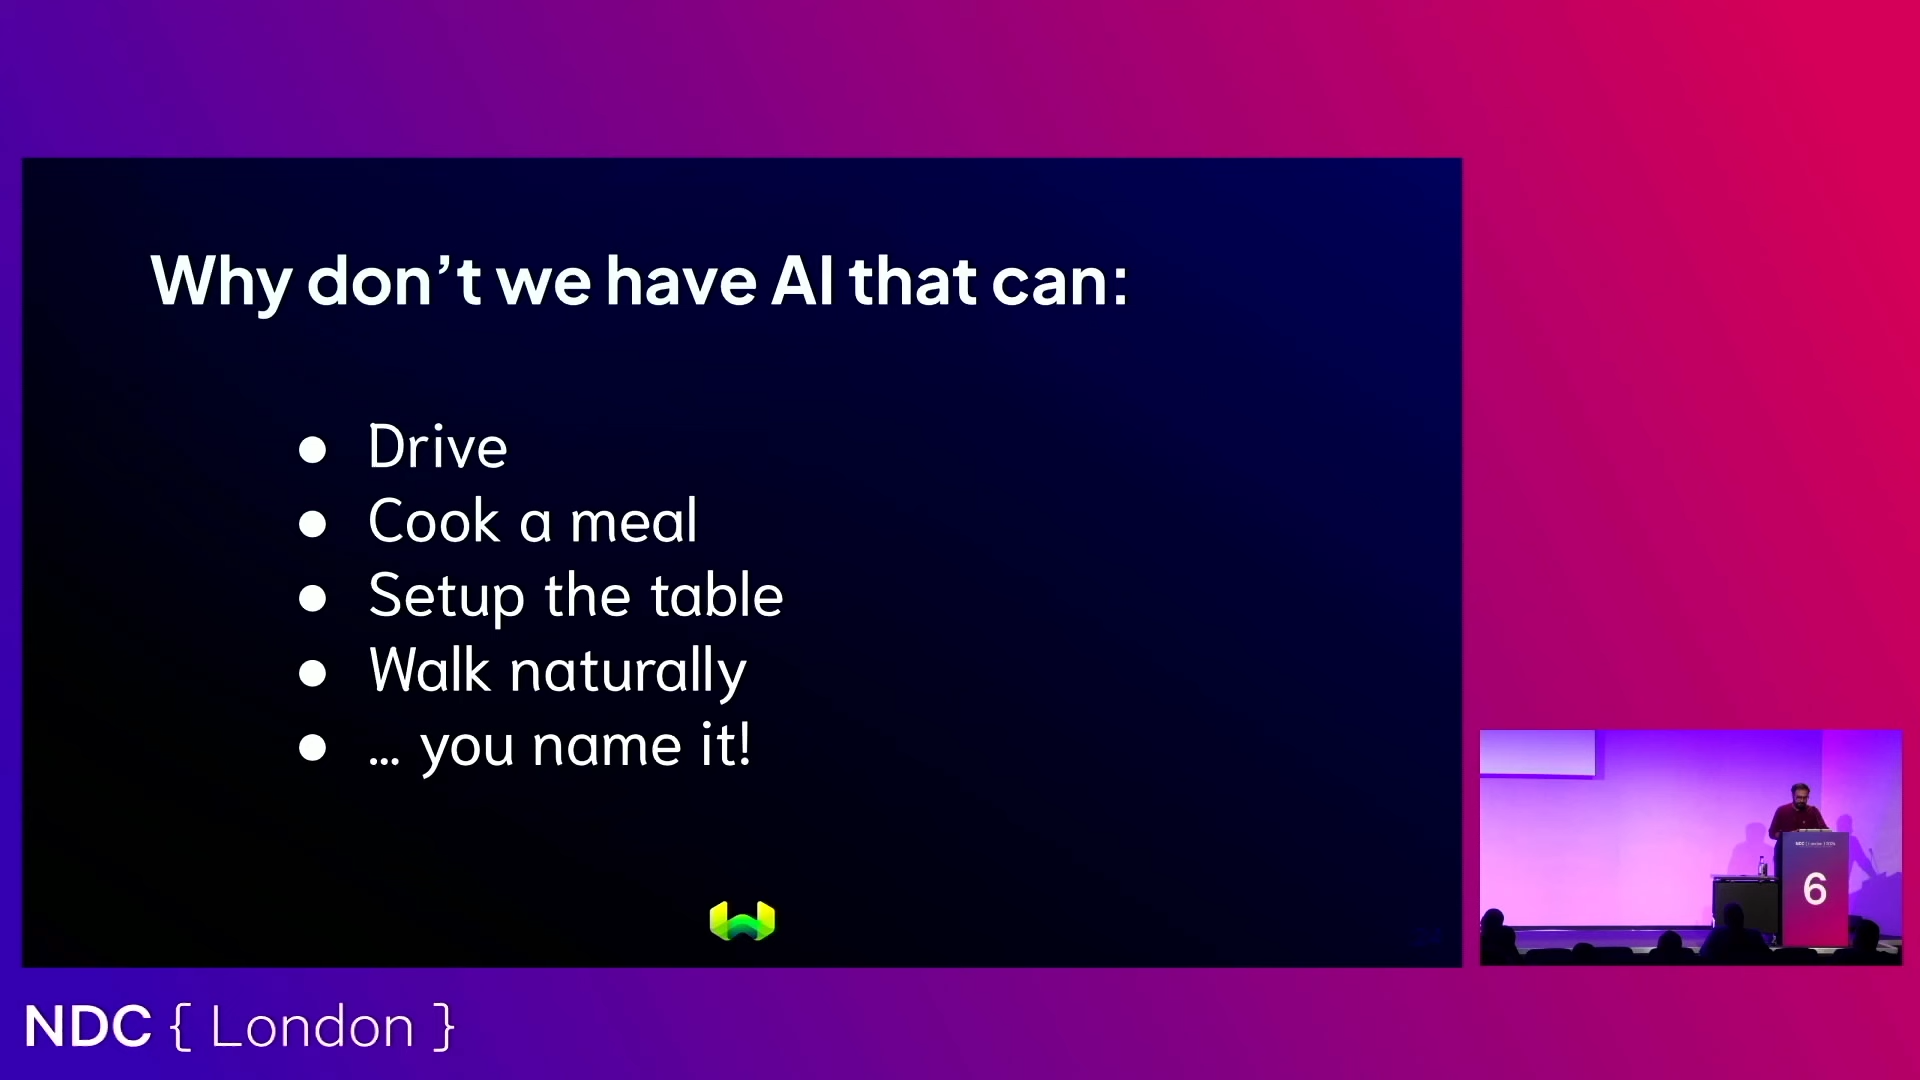 Why don’t we have AI that can:
● Drive
● Cook a meal
● Setup the table
● Walk naturally
● ... you name it!
6
NDC { London }